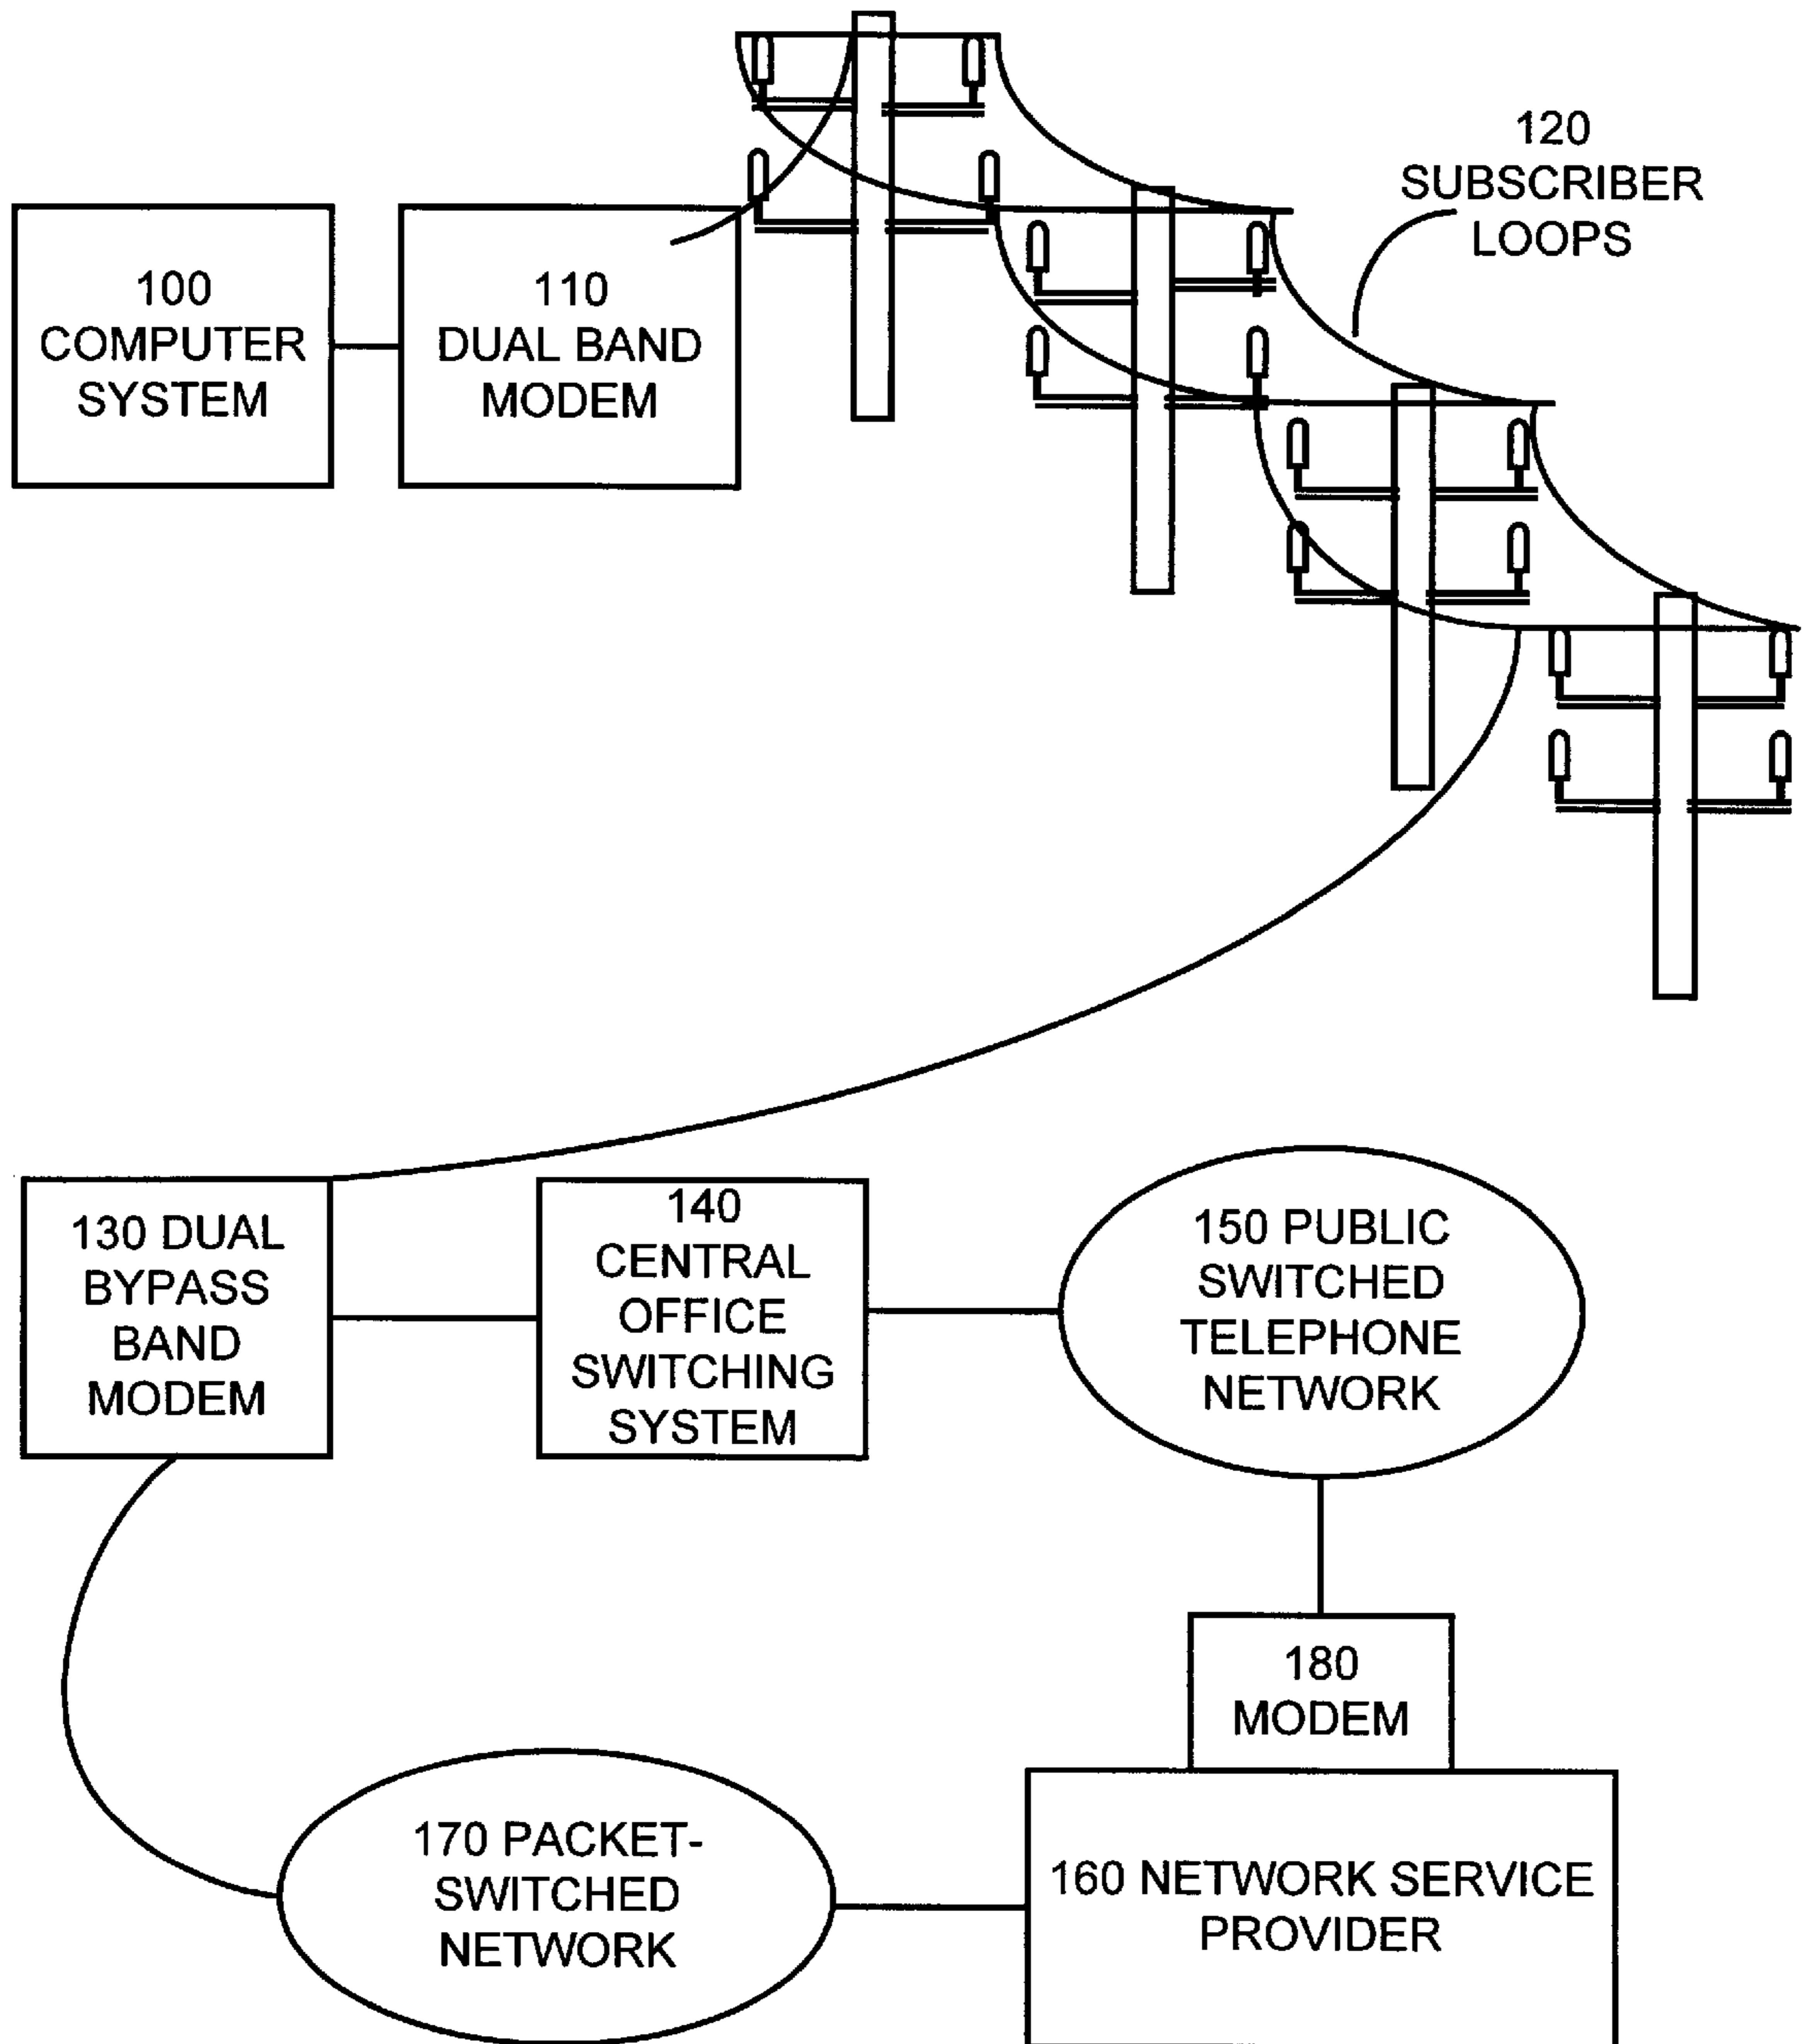 120
SUBSCRIBER
LOOPS
100
COMPUTER
SYSTEM
110
DUAL BAND
MODEM
130 DUAL
BYPASS
BAND
MODEM
140
CENTRAL
OFFICE
SWITCHING
SYSTEM
150 PUBLIC
SWITCHED
TELEPHONE
NETWORK
180
MODEM
170 PACKET-
SWITCHED
NETWORK
160 NETWORK SERVICE
PROVIDER